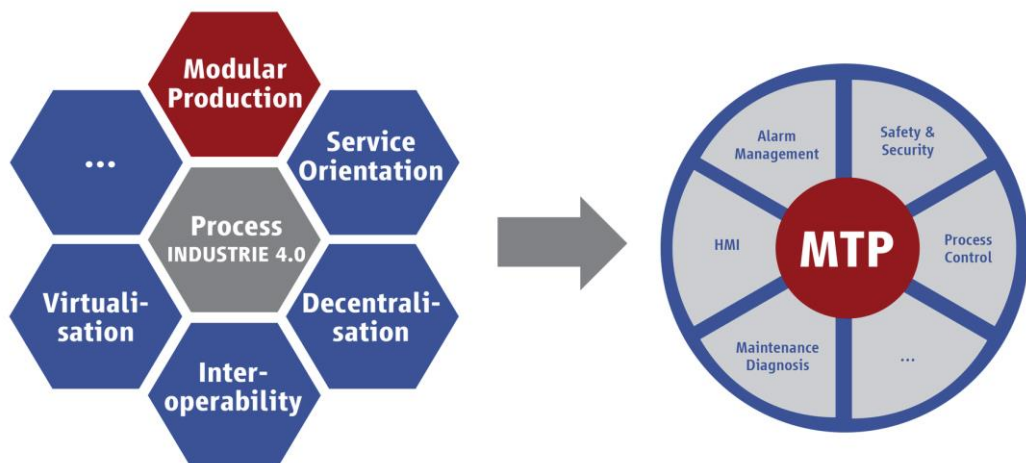 Modular
Production
...
Service
Orientation
Process
INDUSTRIE 4.0
Virtuali-
sation
Decentrali-
sation
Inter-
operability
Alarm
Management
Safety &
Security
HMI
MTP
Process
Control
Maintenance
Diagnosis
...